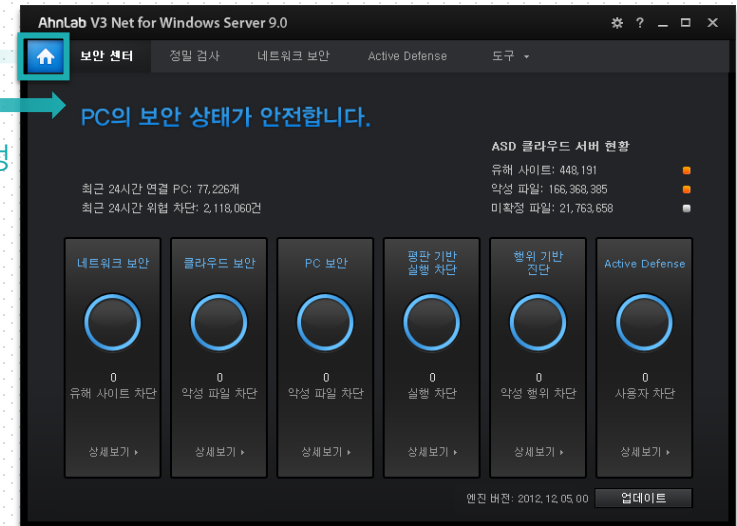 AhnLab V3 Net for Windows Server 9.0
보안 센터 정밀 검사 네트워크 보안 Active Defense 도구
PC의 보안 상태가 안전합니다.
ASD 클라우드 서버 현황
유해 사이트: 448,191
악성 파일: 166,368,385
미확정 파일: 21,763,658
최근 24시간 연결 PC: 77,226개
최근 24시간 위협 차단: 2,118,060건
네트워크 보안
0
유해 사이트 차단
상세보기
클라우드 보안
0
악성 파일 차단
상세보기
PC 보안
0
악성 파일 차단
상세보기
평판 기반
실행 차단
0
실행 차단
상세보기
행위 기반
진단
0
악성 행위 차단
상세보기
Active Defense
0
사용자 차단
상세보기
엔진 버전: 2012.12.05.00 업데이트